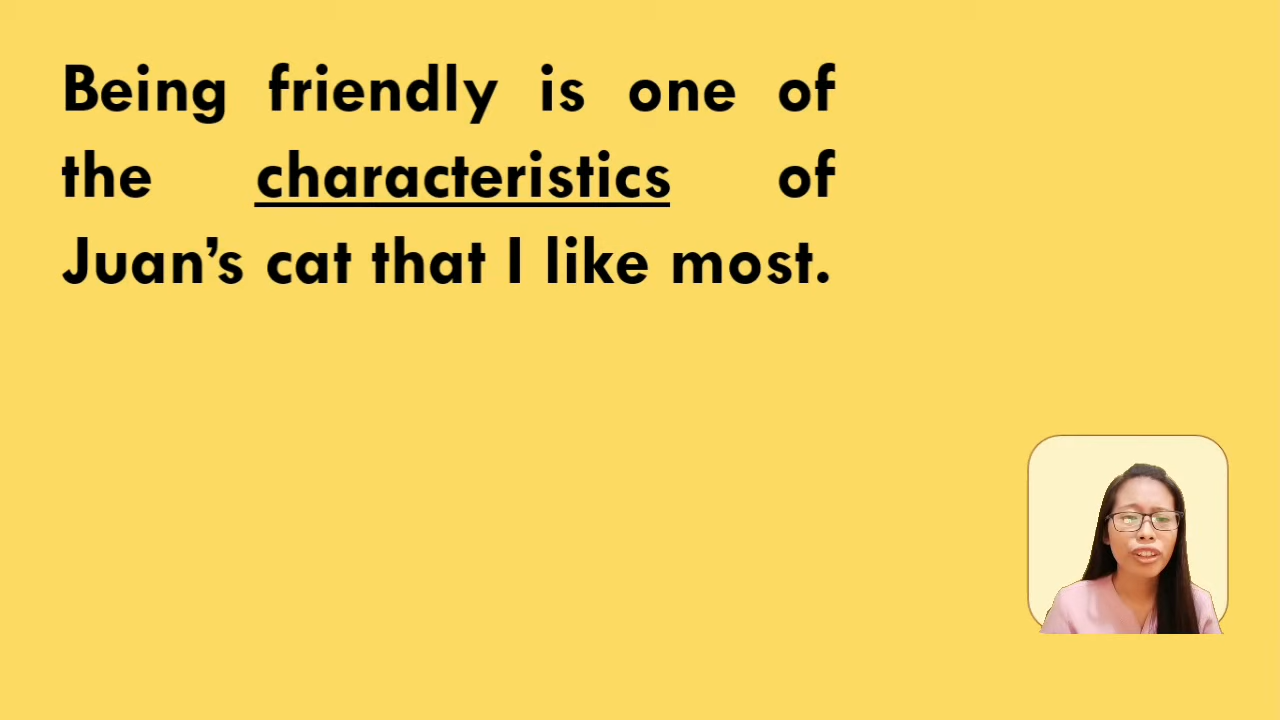 Being friendly is one of
the characteristics of
Juan’s cat that I like most.